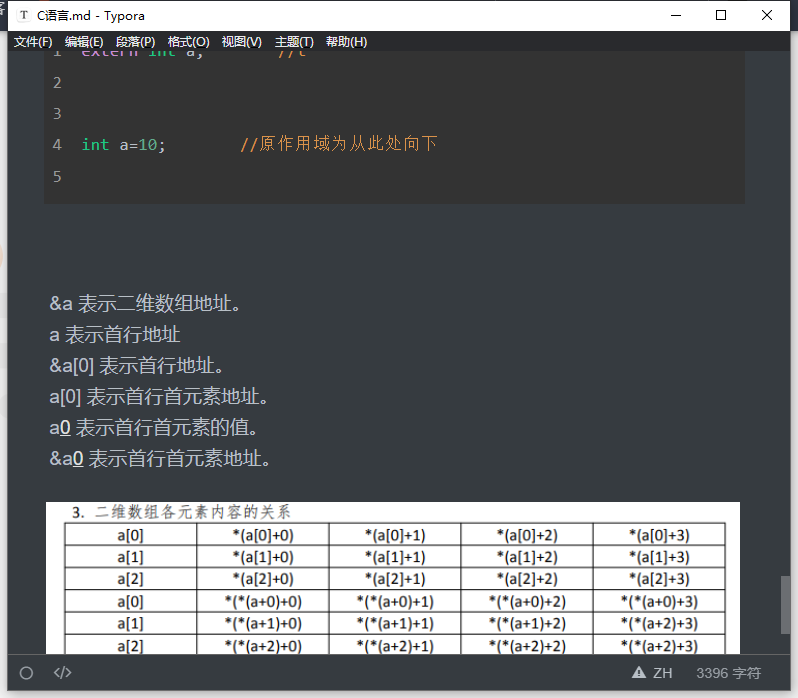 C语言.md - Typora
文件(F) 编辑(E) 段落(P) 格式(O) 视图(V) 主题(T) 帮助(H)
1 extern int a; //t
2
3
4 int a=10; //原作用域为从此处向下
5
&a 表示二维数组地址。
a 表示首行地址
&a[0] 表示首行地址。
a[0] 表示首行首元素地址。
a0 表示首行首元素的值。
&a0 表示首行首元素地址。
3. 二维数组各元素内容的关系
a[0] *(a[0]+0) *(a[0]+1) *(a[0]+2) *(a[0]+3)
a[1] *(a[1]+0) *(a[1]+1) *(a[1]+2) *(a[1]+3)
a[2] *(a[2]+0) *(a[2]+1) *(a[2]+2) *(a[2]+3)
a[0] *(*(a+0)+0) *(*(a+0)+1) *(*(a+0)+2) *(*(a+0)+3)
a[1] *(*(a+1)+0) *(*(a+1)+1) *(*(a+1)+2) *(*(a+2)+3)
a[2] *(*(a+2)+0) *(*(a+2)+1) *(*(a+2)+2) *(*(a+2)+3)
</> ZH 3396 字符